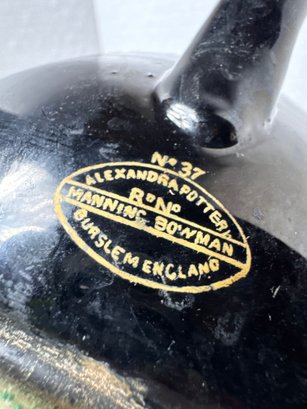 No 37
ALEXANDRA POTTERY
RD No
MANNING BOWMAN
BURSLEM ENGLAND